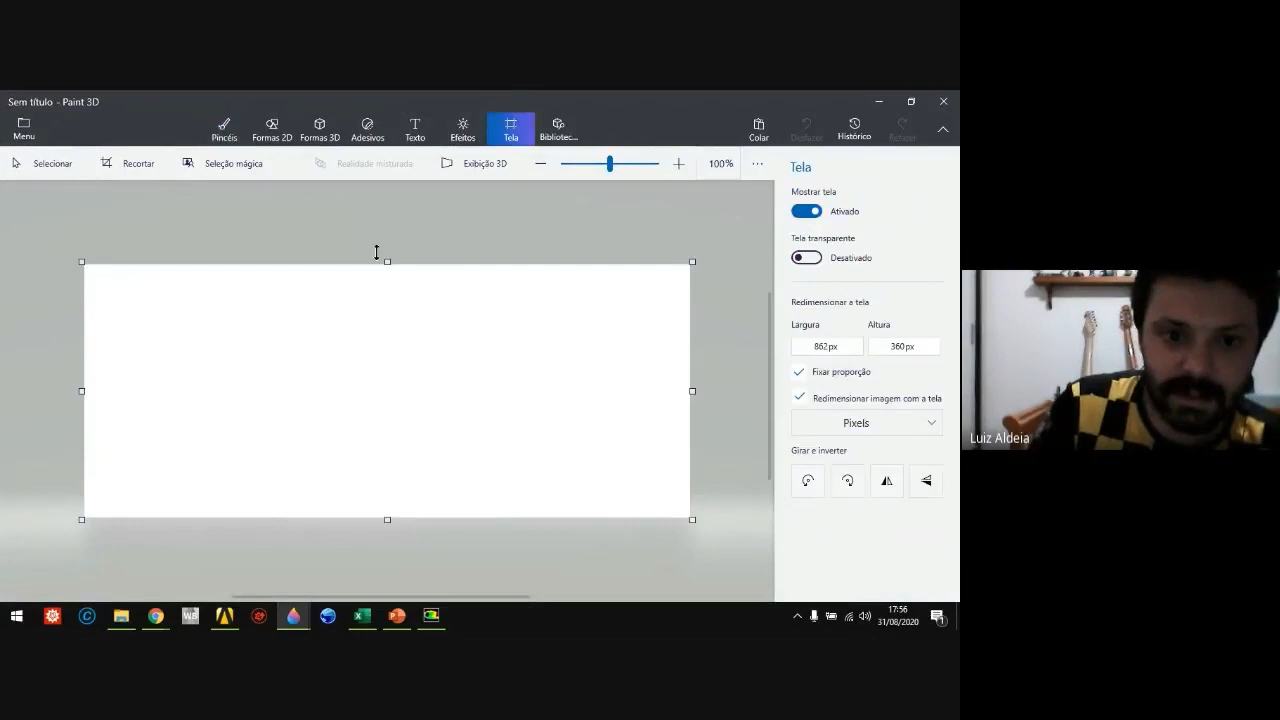 Sem título - Paint 3D
Menu
Pincéis
Formas 2D
Formas 3D
Adesivos
Texto
Efeitos
Tela
Bibliotec...
Colar
Desfazer
Histórico
Refazer
Selecionar
Recortar
Seleção mágica
Realidade misturada
Exibição 3D
100%
Tela
Mostrar tela
Ativado
Tela transparente
Desativado
Redimensionar a tela
Largura
Altura
862px
360px
Fixar proporção
Redimensionar imagem com a tela
Pixels
Girar e inverter
Luiz Aldeia
WB
17:56
31/08/2020
1